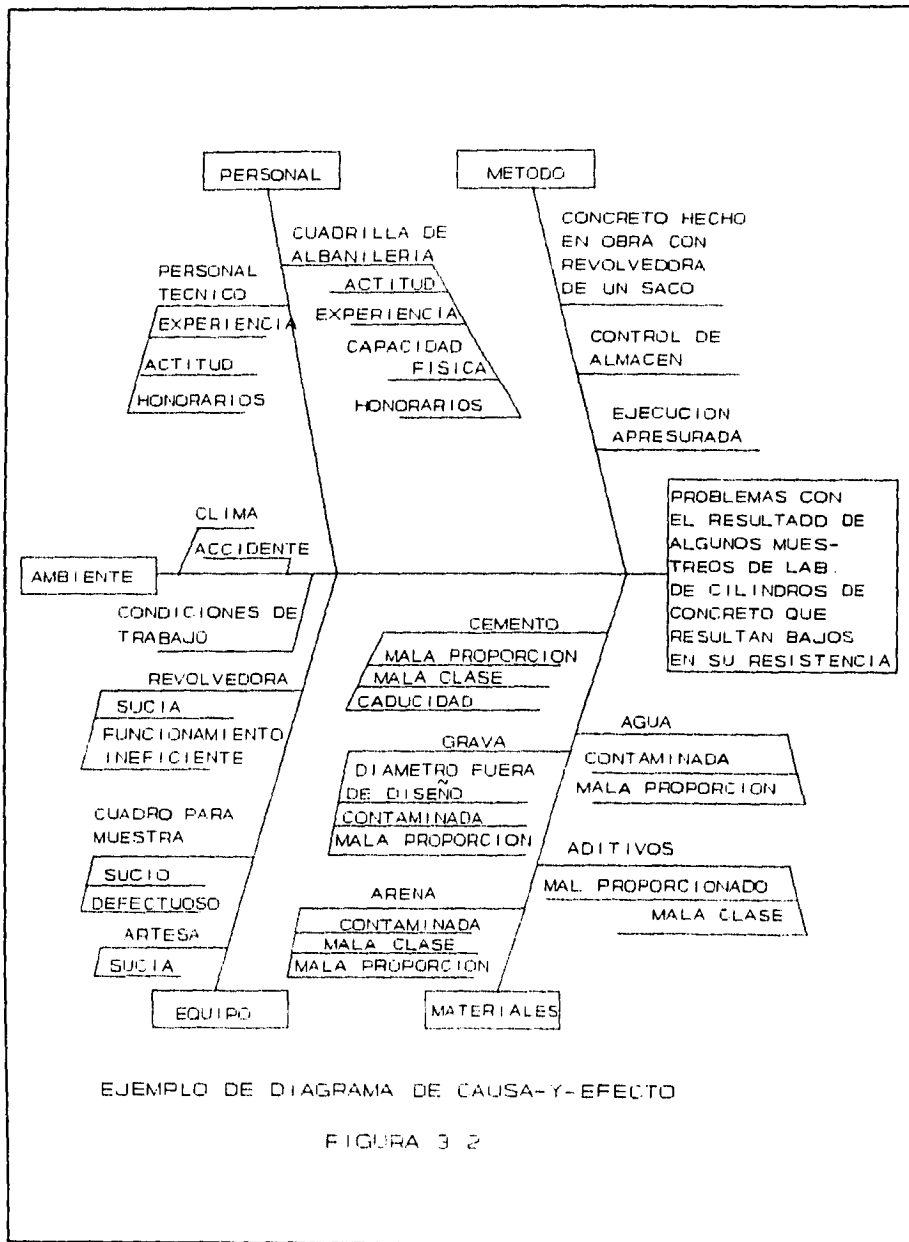 PERSONAL
METODO
CUADRILLA DE
ALBANILERIA
ACTITUD
EXPERIENCIA
CAPACIDAD
FISICA
HONORARIOS
PERSONAL
TECNICO
EXPERIENCIA
ACTITUD
HONORARIOS
CONCRETO HECHO
EN OBRA CON
REVOLVEDORA
DE UN SACO
CONTROL DE
ALMACEN
EJECUCION
APRESURADA
CLIMA
ACCIDENTE
AMBIENTE
CONDICIONES DE
TRABAJO
PROBLEMAS CON
EL RESULTADO DE
ALGUNOS MUES-
TREOS DE LAB.
DE CILINDROS DE
CONCRETO QUE
RESULTAN BAJOS
EN SU RESISTENCIA
REVOLVEDORA
SUCIA
FUNCIONAMIENTO
INEFICIENTE
CUADRO PARA
MUESTRA
SUCIO
DEFECTUOSO
ARTESA
SUCIA
EQUIPO
CEMENTO
MALA PROPORCION
MALA CLASE
CADUCIDAD
GRAVA
DIAMETRO FUERA
DE DISEÑO
CONTAMINADA
MALA PROPORCION
ARENA
CONTAMINADA
MALA CLASE
MALA PROPORCION
AGUA
CONTAMINADA
MALA PROPORCION
ADITIVOS
MAL. PROPORCIONADO
MALA CLASE
MATERIALES
EJEMPLO DE DIAGRAMA DE CAUSA-Y-EFECTO
FIGURA 3 2